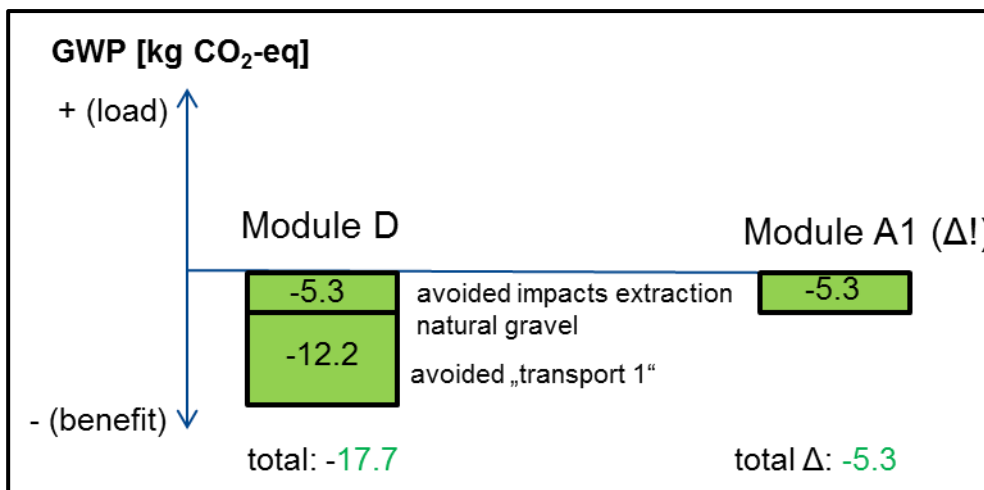 GWP [kg CO₂-eq]
+ (load)
Module D
Module A1 (Δ!)
-5.3
avoided impacts extraction
natural gravel
-5.3
-12.2
avoided „transport 1“
- (benefit)
total: -17.7
total Δ: -5.3